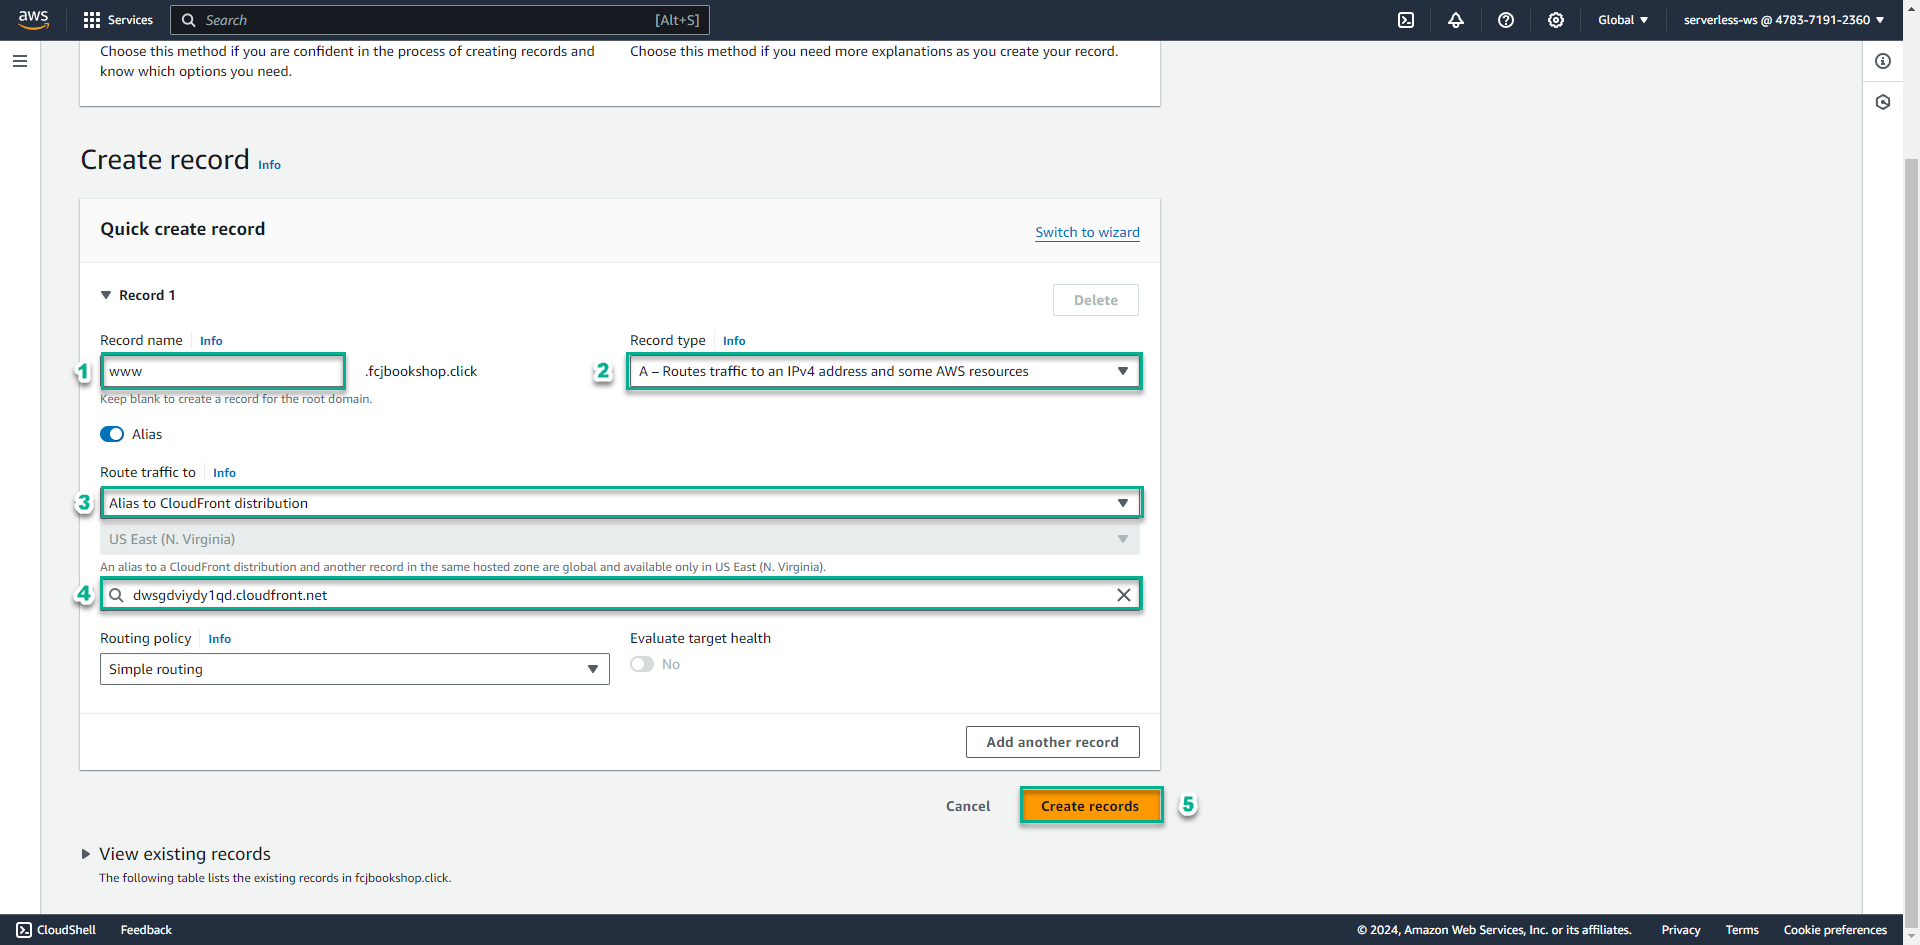 aws
Services
Search
[Alt+S]
Global
serverless-ws @ 4783-7191-2360
Choose this method if you are confident in the process of creating records and
know which options you need.
Choose this method if you need more explanations as you create your record.
Create record Info
Quick create record
Switch to wizard
Record 1
Delete
Record name Info
Record type Info
1 www .fcjbookshop.click
2 A – Routes traffic to an IPv4 address and some AWS resources
Keep blank to create a record for the root domain.
Alias
Route traffic to Info
3 Alias to CloudFront distribution
US East (N. Virginia)
An alias to a CloudFront distribution and another record in the same hosted zone are global and available only in US East (N. Virginia).
4 dwsgdviydy1qd.cloudfront.net
Routing policy Info
Evaluate target health
Simple routing
No
Add another record
Cancel
Create records 5
View existing records
The following table lists the existing records in fcjbookshop.click.
CloudShell
Feedback
© 2024, Amazon Web Services, Inc. or its affiliates.
Privacy
Terms
Cookie preferences